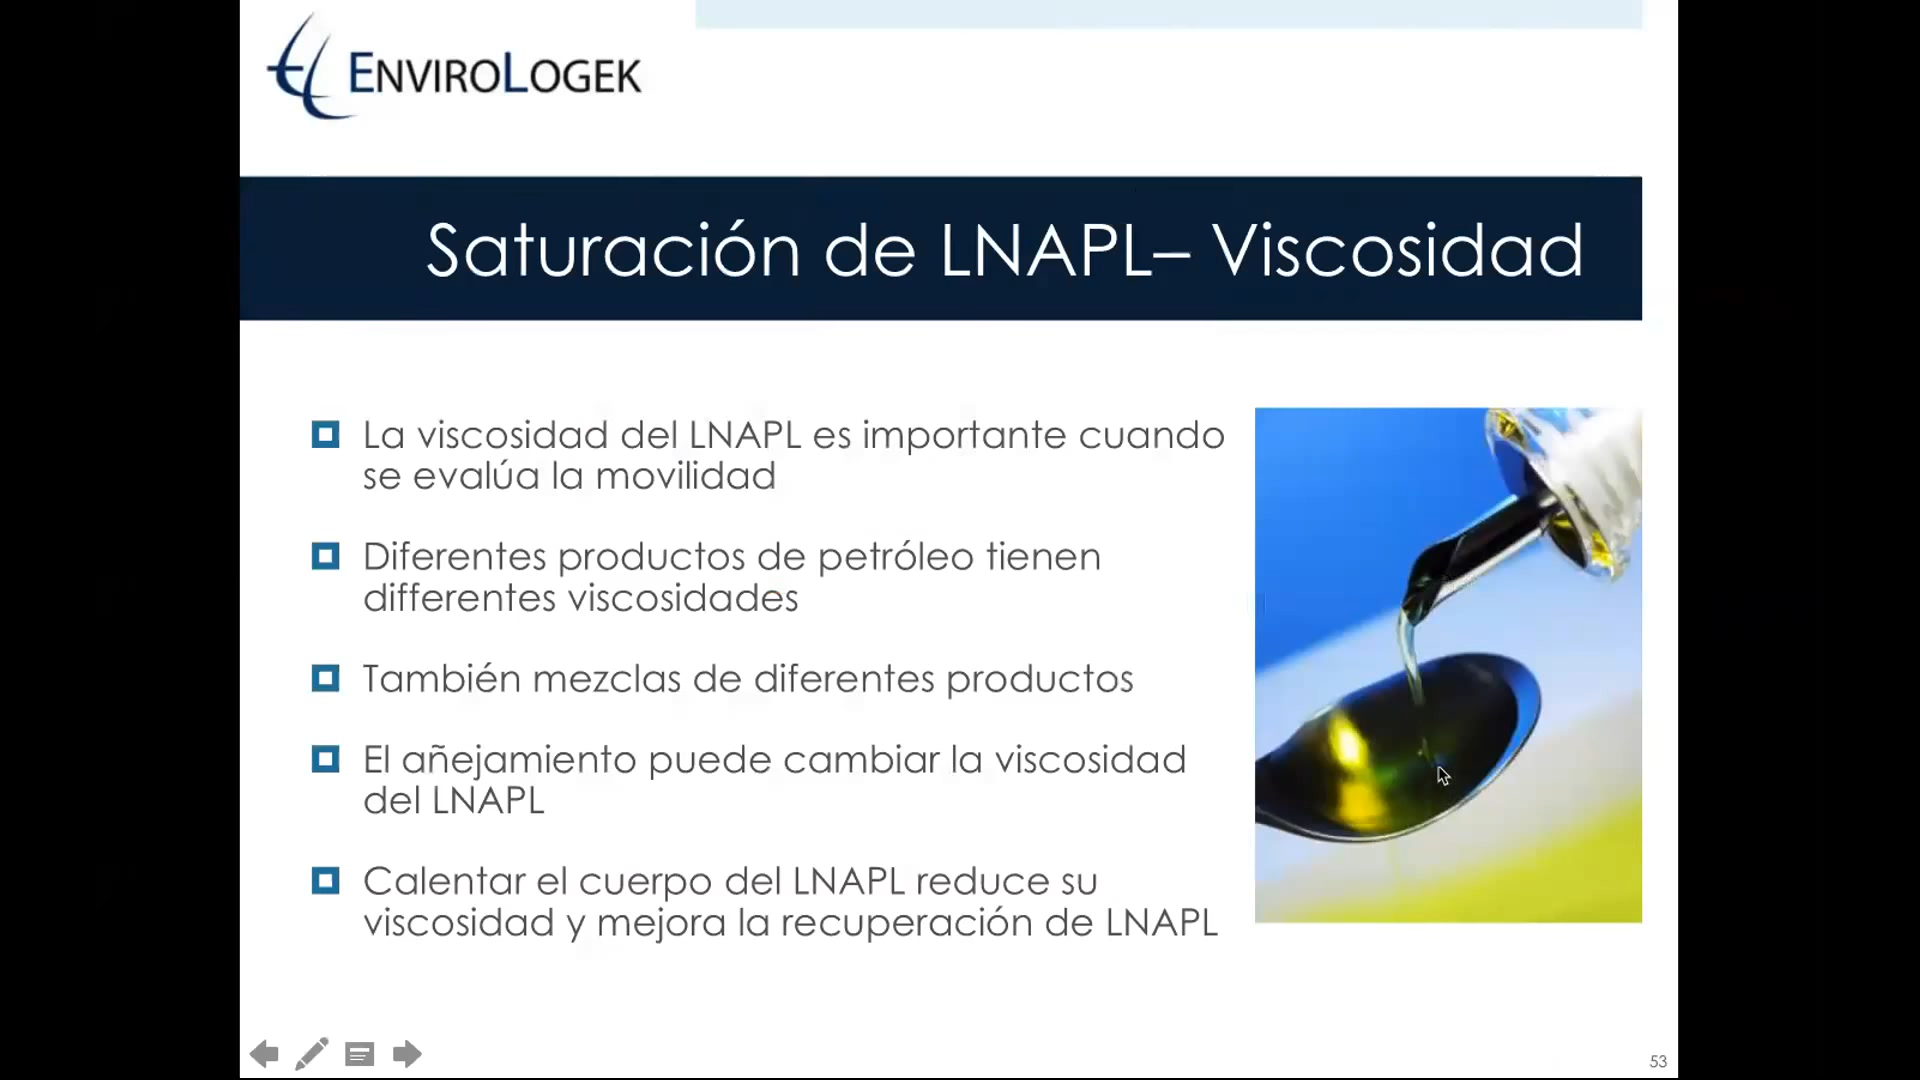 ENVIROLOGEK
Saturación de LNAPL– Viscosidad
La viscosidad del LNAPL es importante cuando
se evalúa la movilidad
Diferentes productos de petróleo tienen
differentes viscosidades
También mezclas de diferentes productos
El añejamiento puede cambiar la viscosidad
del LNAPL
Calentar el cuerpo del LNAPL reduce su
viscosidad y mejora la recuperación de LNAPL
53